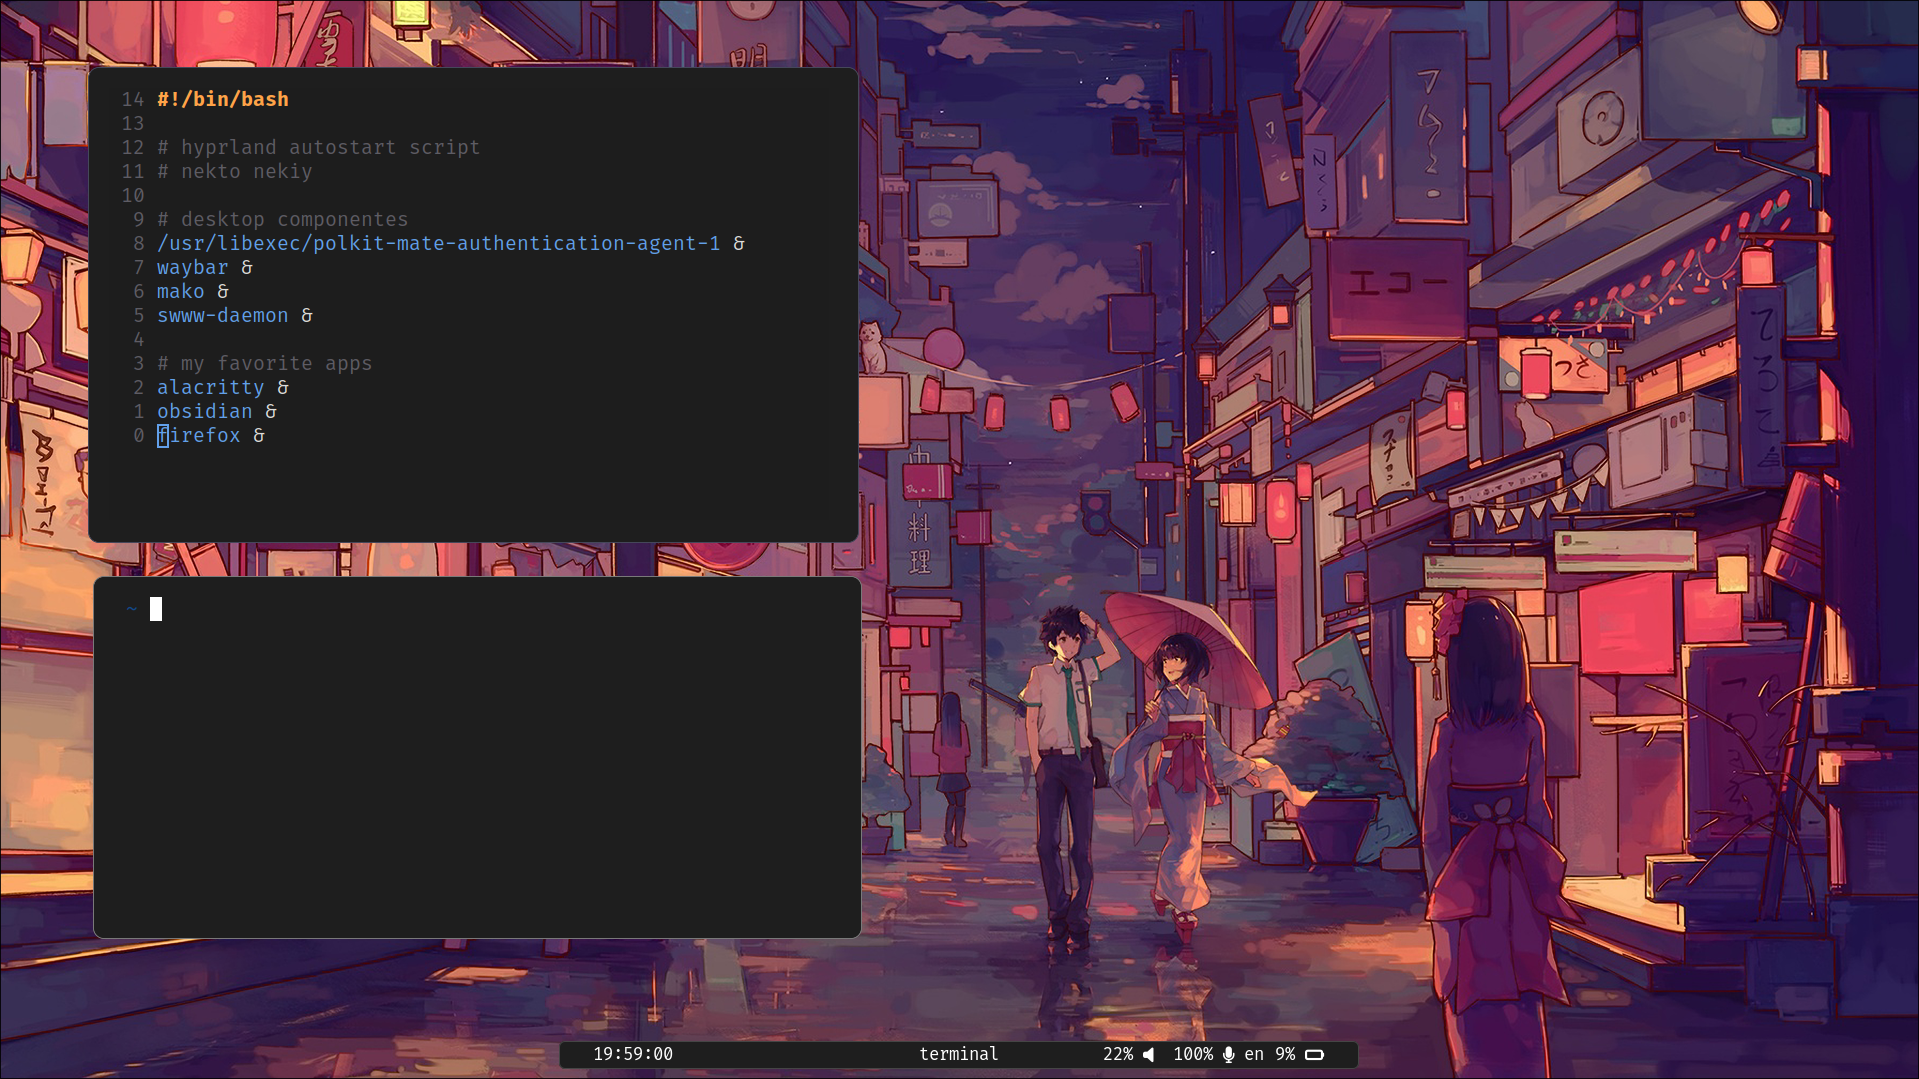 明
14 #!/bin/bash
13
12 # hyprland autostart script
11 # nekto nekiy
10
9 # desktop componentes
8 /usr/libexec/polkit-mate-authentication-agent-1 &
7 waybar &
6 mako &
5 swww-daemon &
4
3 # my favorite apps
2 alacritty &
1 obsidian &
0 firefox &
エコー
つさ
料
理
~
19:59:00 terminal 22% 100% en 9%